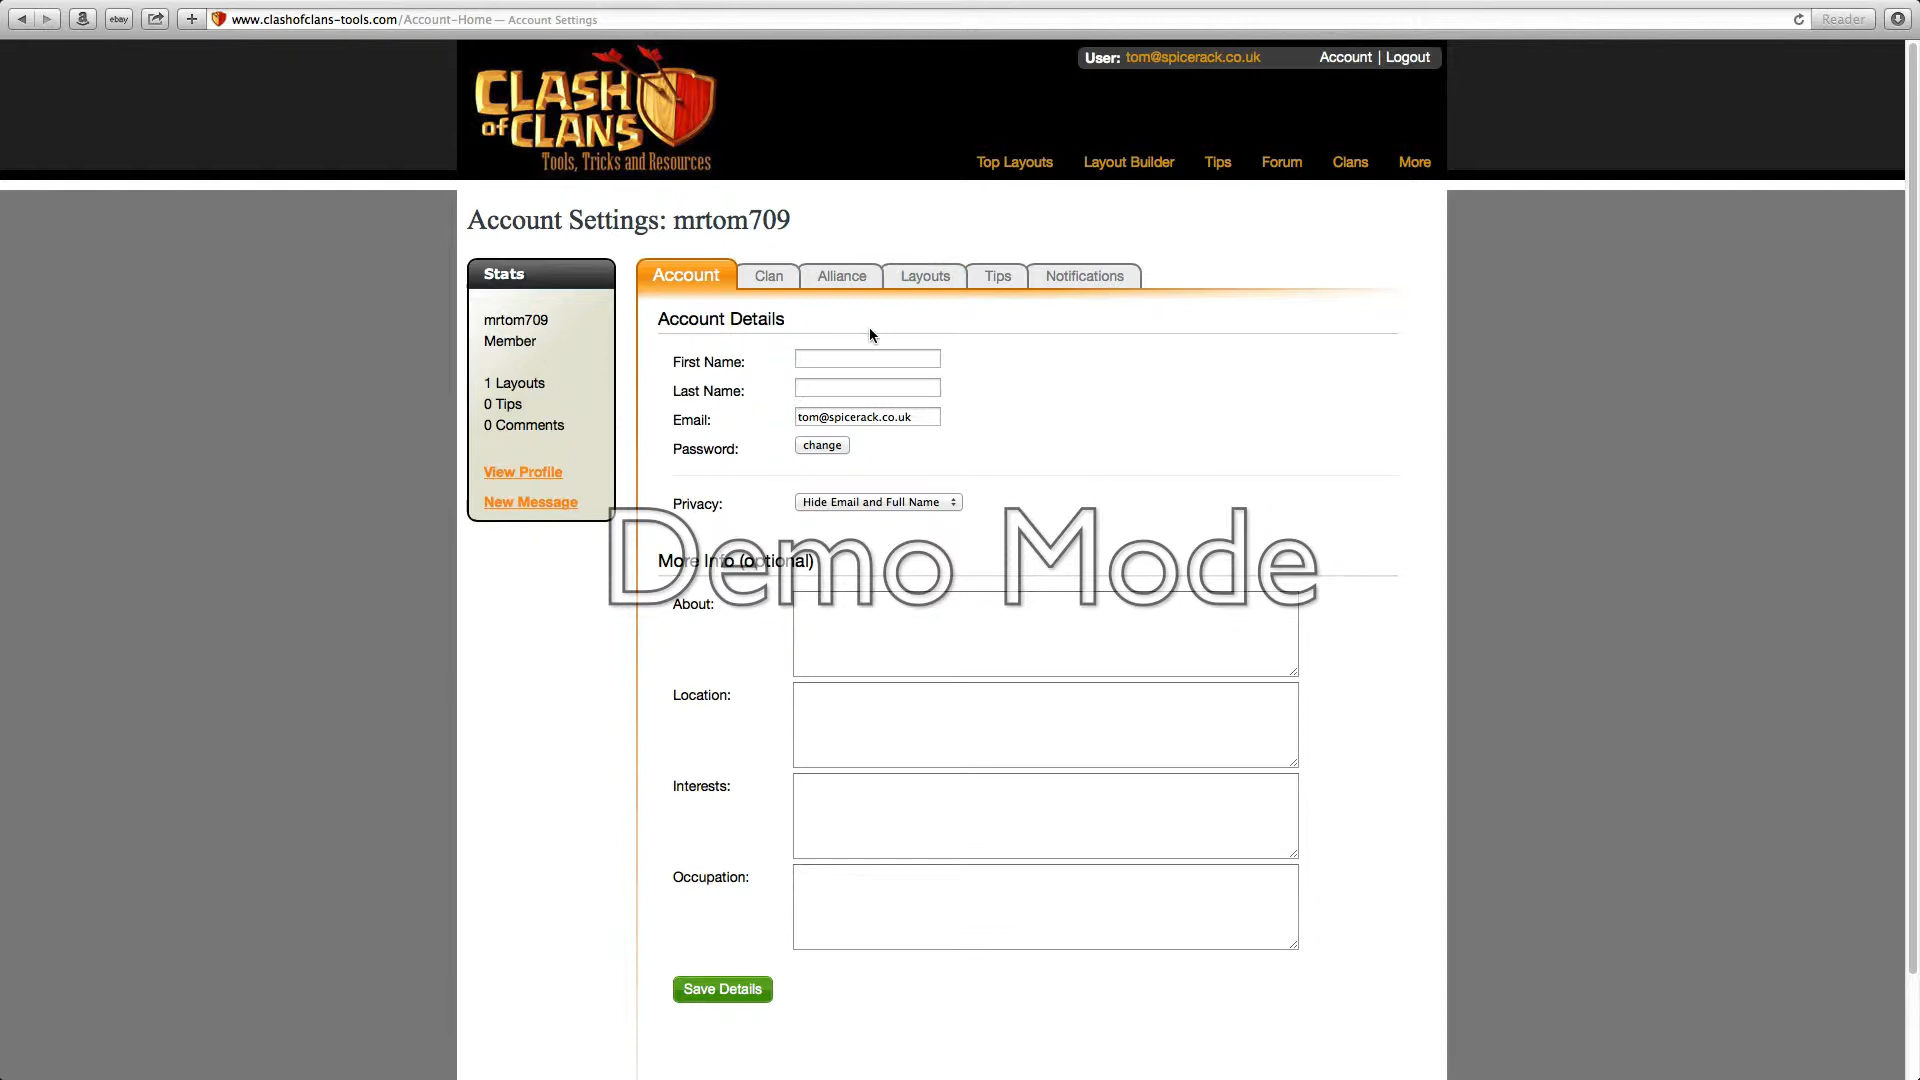 ebay
www.clashofclans-tools.com/Account-Home — Account Settings
Reader
CLASH of CLANS
Tools, Tricks and Resources
User: tom@spicerack.co.uk Account | Logout
Top Layouts Layout Builder Tips Forum Clans More
Account Settings: mrtom709
Stats
mrtom709
Member
1 Layouts
0 Tips
0 Comments
View Profile
New Message
Account Clan Alliance Layouts Tips Notifications
Account Details
First Name:
Last Name:
Email: tom@spicerack.co.uk
Password: change
Privacy: Hide Email and Full Name
Demo Mode
More Info (optional)
About:
Location:
Interests:
Occupation:
Save Details